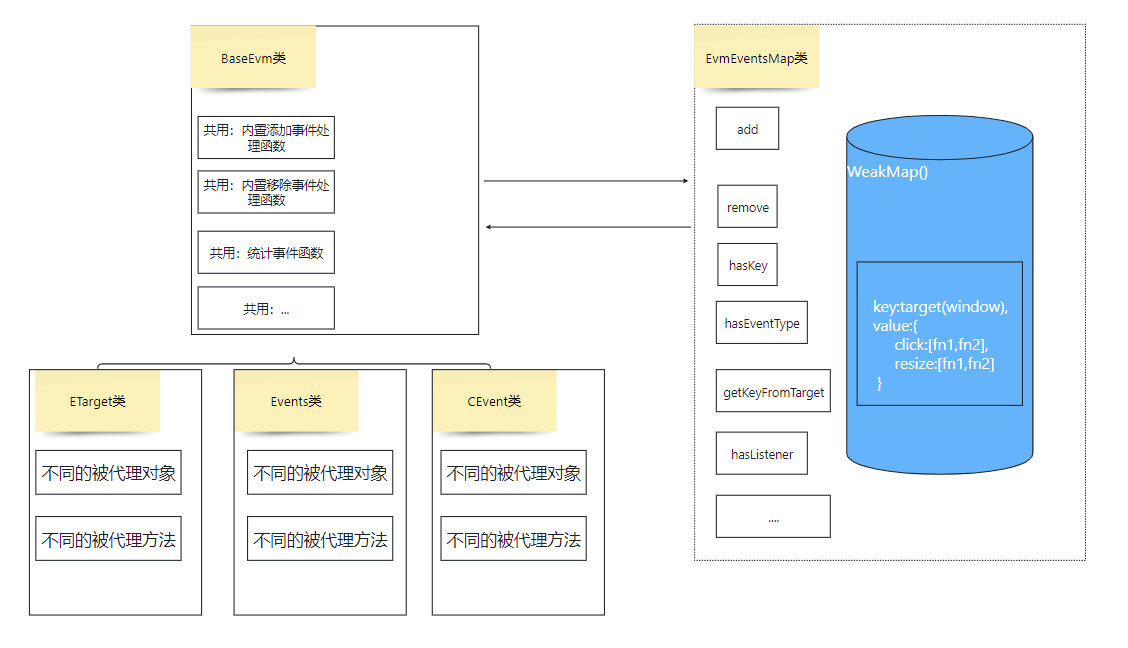 BaseEvm类
共用：内置添加事件处
理函数
共用：内置移除事件处
理函数
共用：统计事件函数
共用：...
ETarget类
不同的被代理对象
不同的被代理方法
Events类
不同的被代理对象
不同的被代理方法
CEvent类
不同的被代理对象
不同的被代理方法
EvmEventsMap类
add
remove
hasKey
hasEventType
getKeyFromTarget
hasListener
....
WeakMap()
key:target(window),
value:{
click:[fn1,fn2],
resize:[fn1,fn2]
}